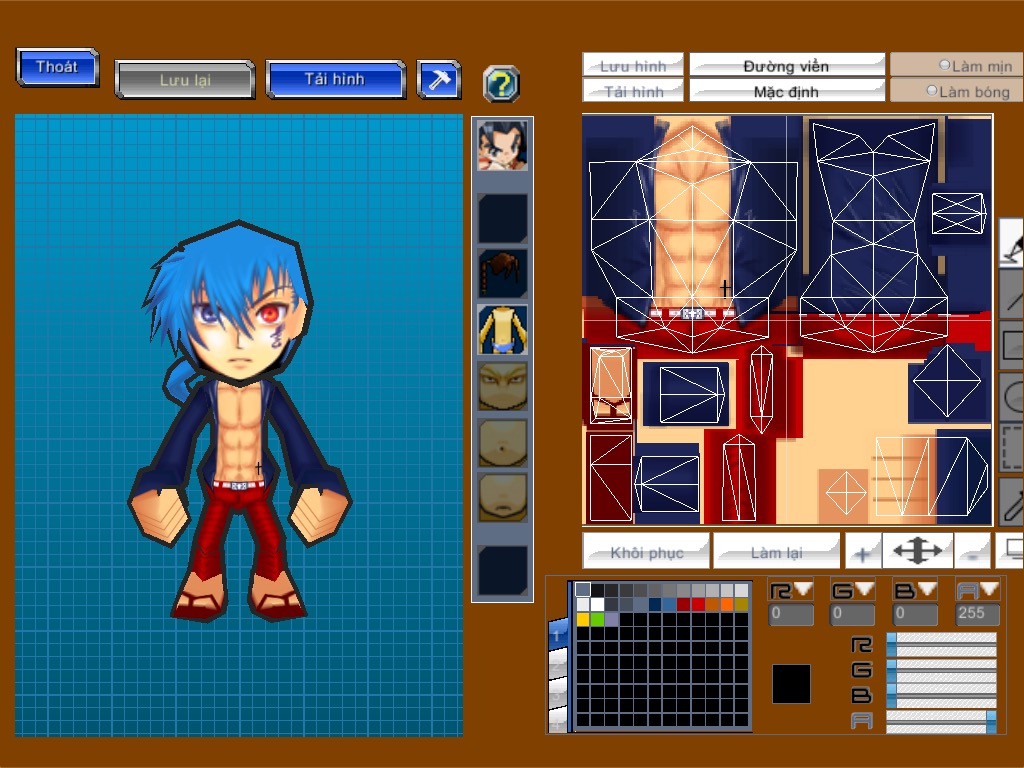 Thoát
Lưu lại
Tải hình
?
Lưu hình
Đường viền
Làm mịn
Tải hình
Mặc định
Làm bóng
Khôi phục
Làm lại
+
-
R G B A
0 0 0 255
1
R
G
B
A